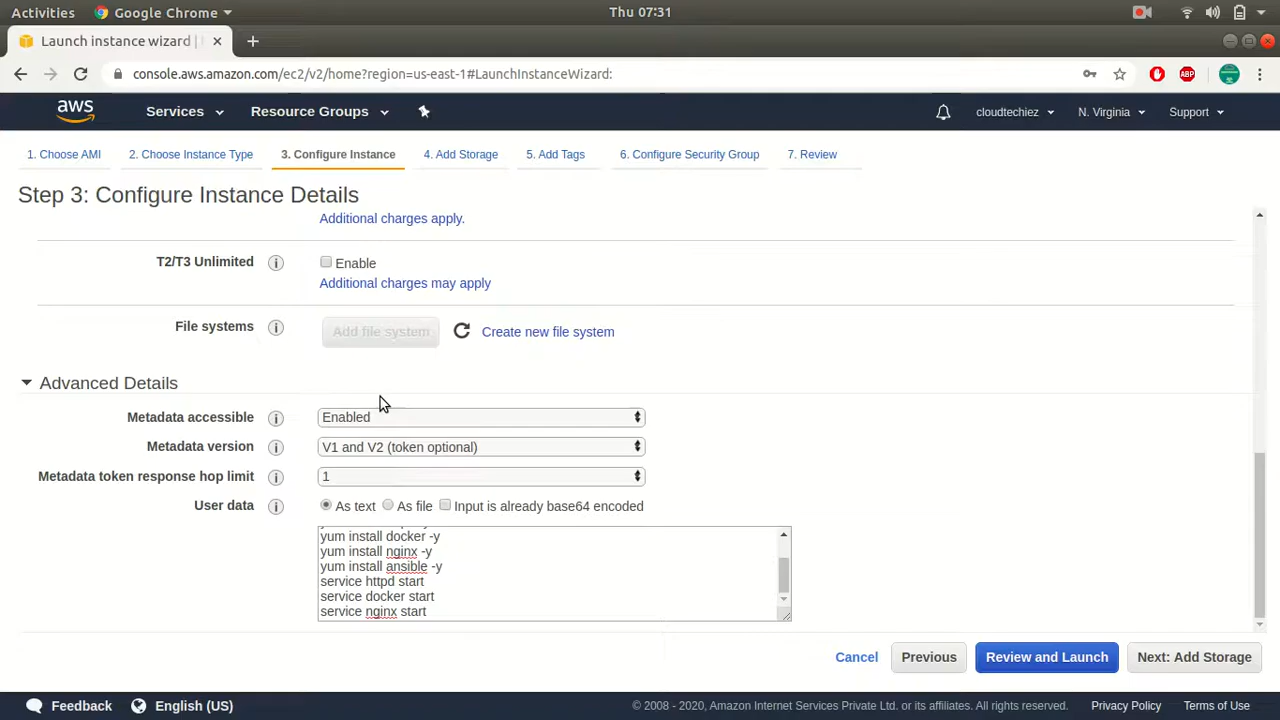 Activities Google Chrome Thu 07:31
Launch instance wizard |
console.aws.amazon.com/ec2/v2/home?region=us-east-1#LaunchInstanceWizard:
ABP
aws Services Resource Groups cloudtechiez N. Virginia Support
1. Choose AMI 2. Choose Instance Type 3. Configure Instance 4. Add Storage 5. Add Tags 6. Configure Security Group 7. Review
Step 3: Configure Instance Details
Additional charges apply.
T2/T3 Unlimited Enable
Additional charges may apply
File systems Add file system Create new file system
Advanced Details
Metadata accessible Enabled
Metadata version V1 and V2 (token optional)
Metadata token response hop limit 1
User data As text As file Input is already base64 encoded
yum install docker -y
yum install nginx -y
yum install ansible -y
service httpd start
service docker start
service nginx start
Cancel Previous Review and Launch Next: Add Storage
Feedback English (US) © 2008 - 2020, Amazon Internet Services Private Ltd. or its affiliates. All rights reserved. Privacy Policy Terms of Use